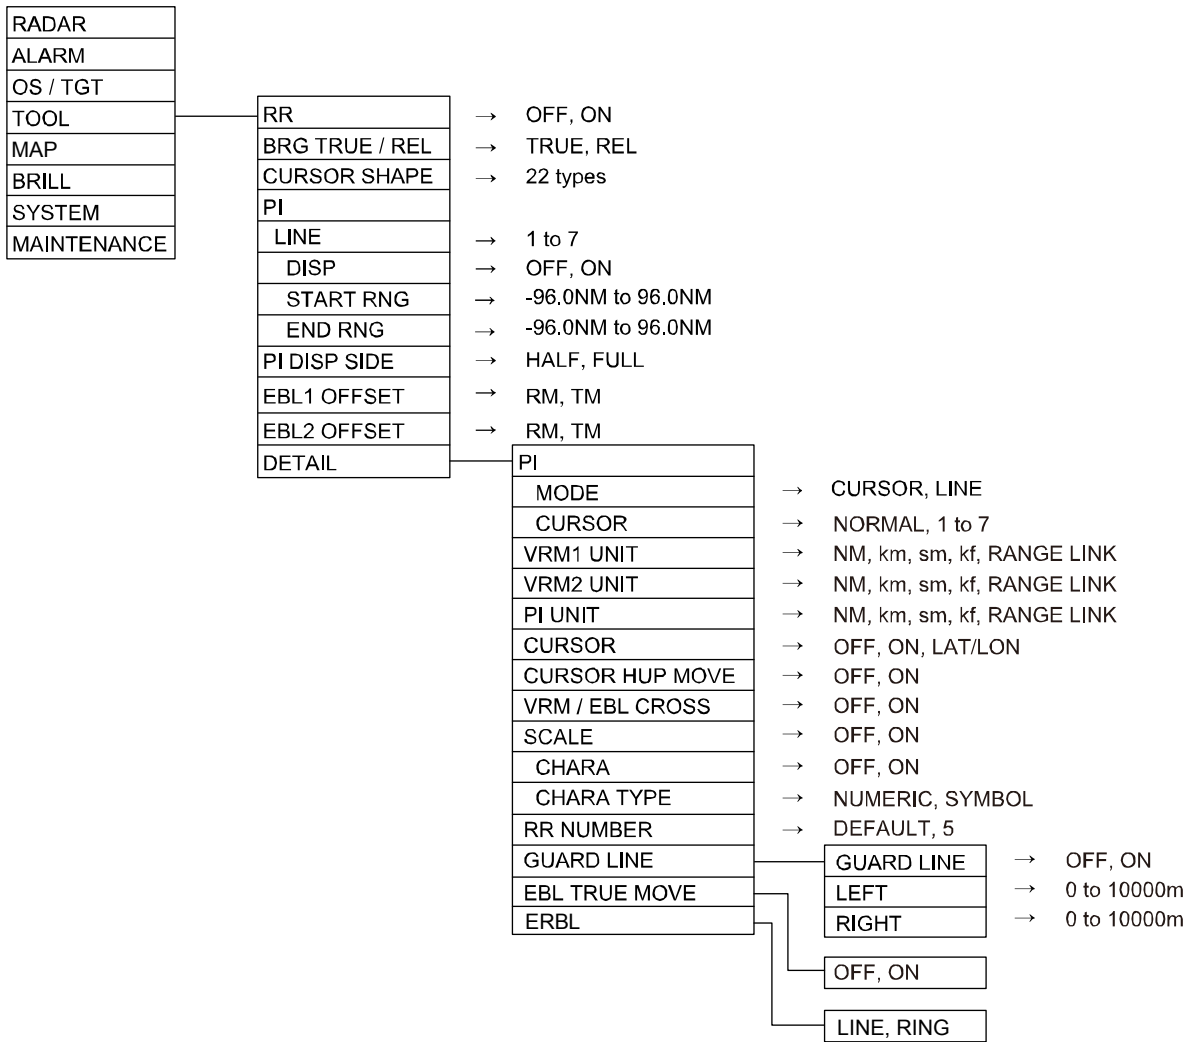 RADAR
ALARM
OS / TGT
TOOL
MAP
BRILL
SYSTEM
MAINTENANCE
RR → OFF, ON
BRG TRUE / REL → TRUE, REL
CURSOR SHAPE → 22 types
PI
LINE → 1 to 7
DISP → OFF, ON
START RNG → -96.0NM to 96.0NM
END RNG → -96.0NM to 96.0NM
PI DISP SIDE → HALF, FULL
EBL1 OFFSET → RM, TM
EBL2 OFFSET → RM, TM
DETAIL
PI
MODE → CURSOR, LINE
CURSOR → NORMAL, 1 to 7
VRM1 UNIT → NM, km, sm, kf, RANGE LINK
VRM2 UNIT → NM, km, sm, kf, RANGE LINK
PI UNIT → NM, km, sm, kf, RANGE LINK
CURSOR → OFF, ON, LAT/LON
CURSOR HUP MOVE → OFF, ON
VRM / EBL CROSS → OFF, ON
SCALE → OFF, ON
CHARA → OFF, ON
CHARA TYPE → NUMERIC, SYMBOL
RR NUMBER → DEFAULT, 5
GUARD LINE
EBL TRUE MOVE
ERBL
GUARD LINE → OFF, ON
LEFT → 0 to 10000m
RIGHT → 0 to 10000m
OFF, ON
LINE, RING